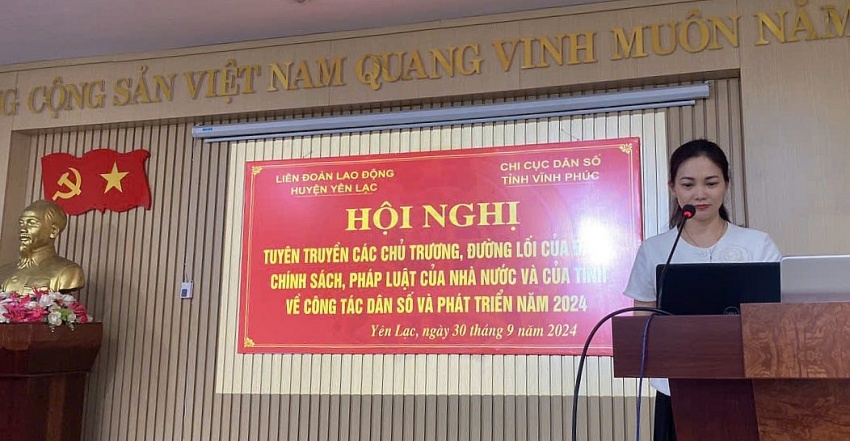 CỘNG SẢN VIỆT NAM QUANG VINH MUÔN NĂM
LIÊN ĐOÀN LAO ĐỘNG
HUYỆN YÊN LẠC
CHI CỤC DÂN SỐ
TỈNH VĨNH PHÚC
HỘI NGHỊ
TUYÊN TRUYỀN CÁC CHỦ TRƯƠNG, ĐƯỜNG LỐI CỦA
CHÍNH SÁCH, PHÁP LUẬT CỦA NHÀ NƯỚC VÀ CỦA TỈNH
VỀ CÔNG TÁC DÂN SỐ VÀ PHÁT TRIỂN NĂM 2024
Yên Lạc, ngày 30 tháng 9 năm 2024